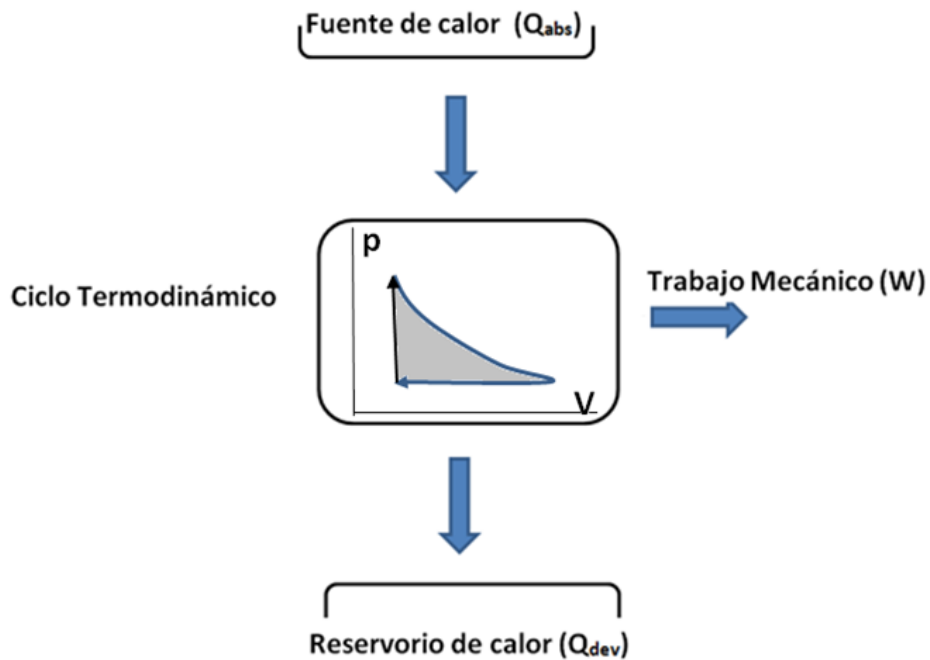 Fuente de calor (Qabs)
p
Ciclo Termodinámico
Trabajo Mecánico (W)
V
Reservorio de calor (Qdev)